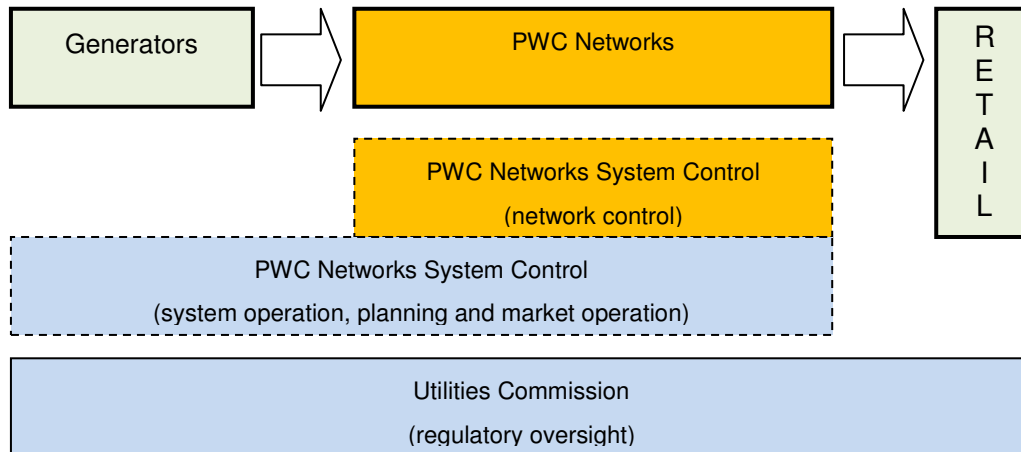 Generators
PWC Networks
RETAIL
PWC Networks System Control
(network control)
PWC Networks System Control
(system operation, planning and market operation)
Utilities Commission
(regulatory oversight)